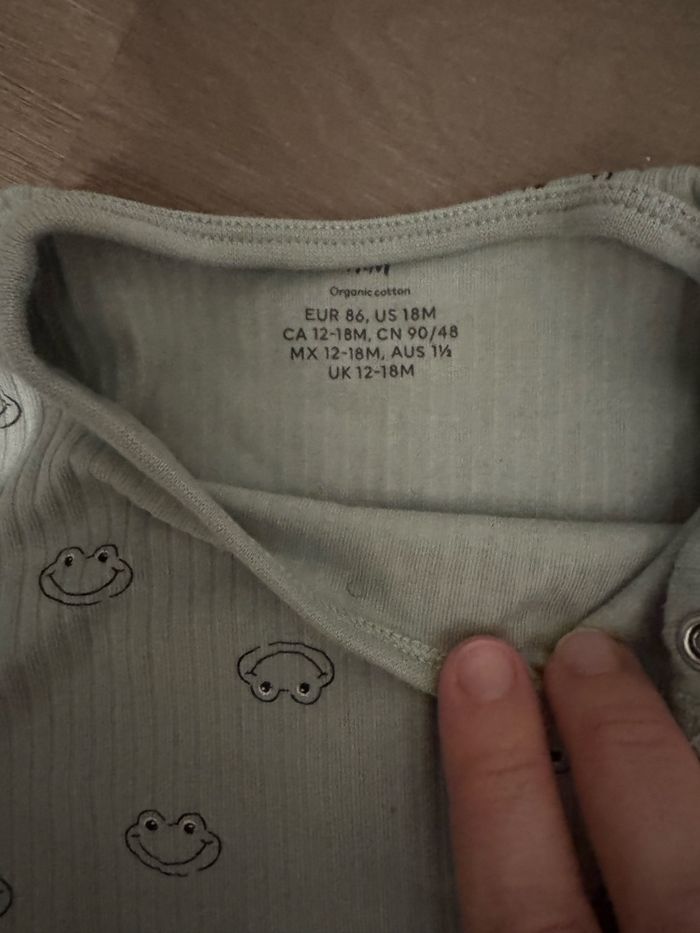 Organic cotton
EUR 86, US 18M
CA 12-18M, CN 90/48
MX 12-18M, AUS 1½
UK 12-18M